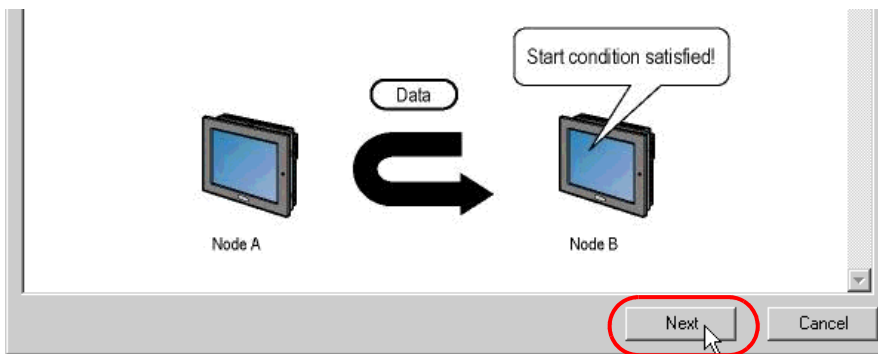 Start condition satisfied!
Data
Node A
Node B
Next
Cancel